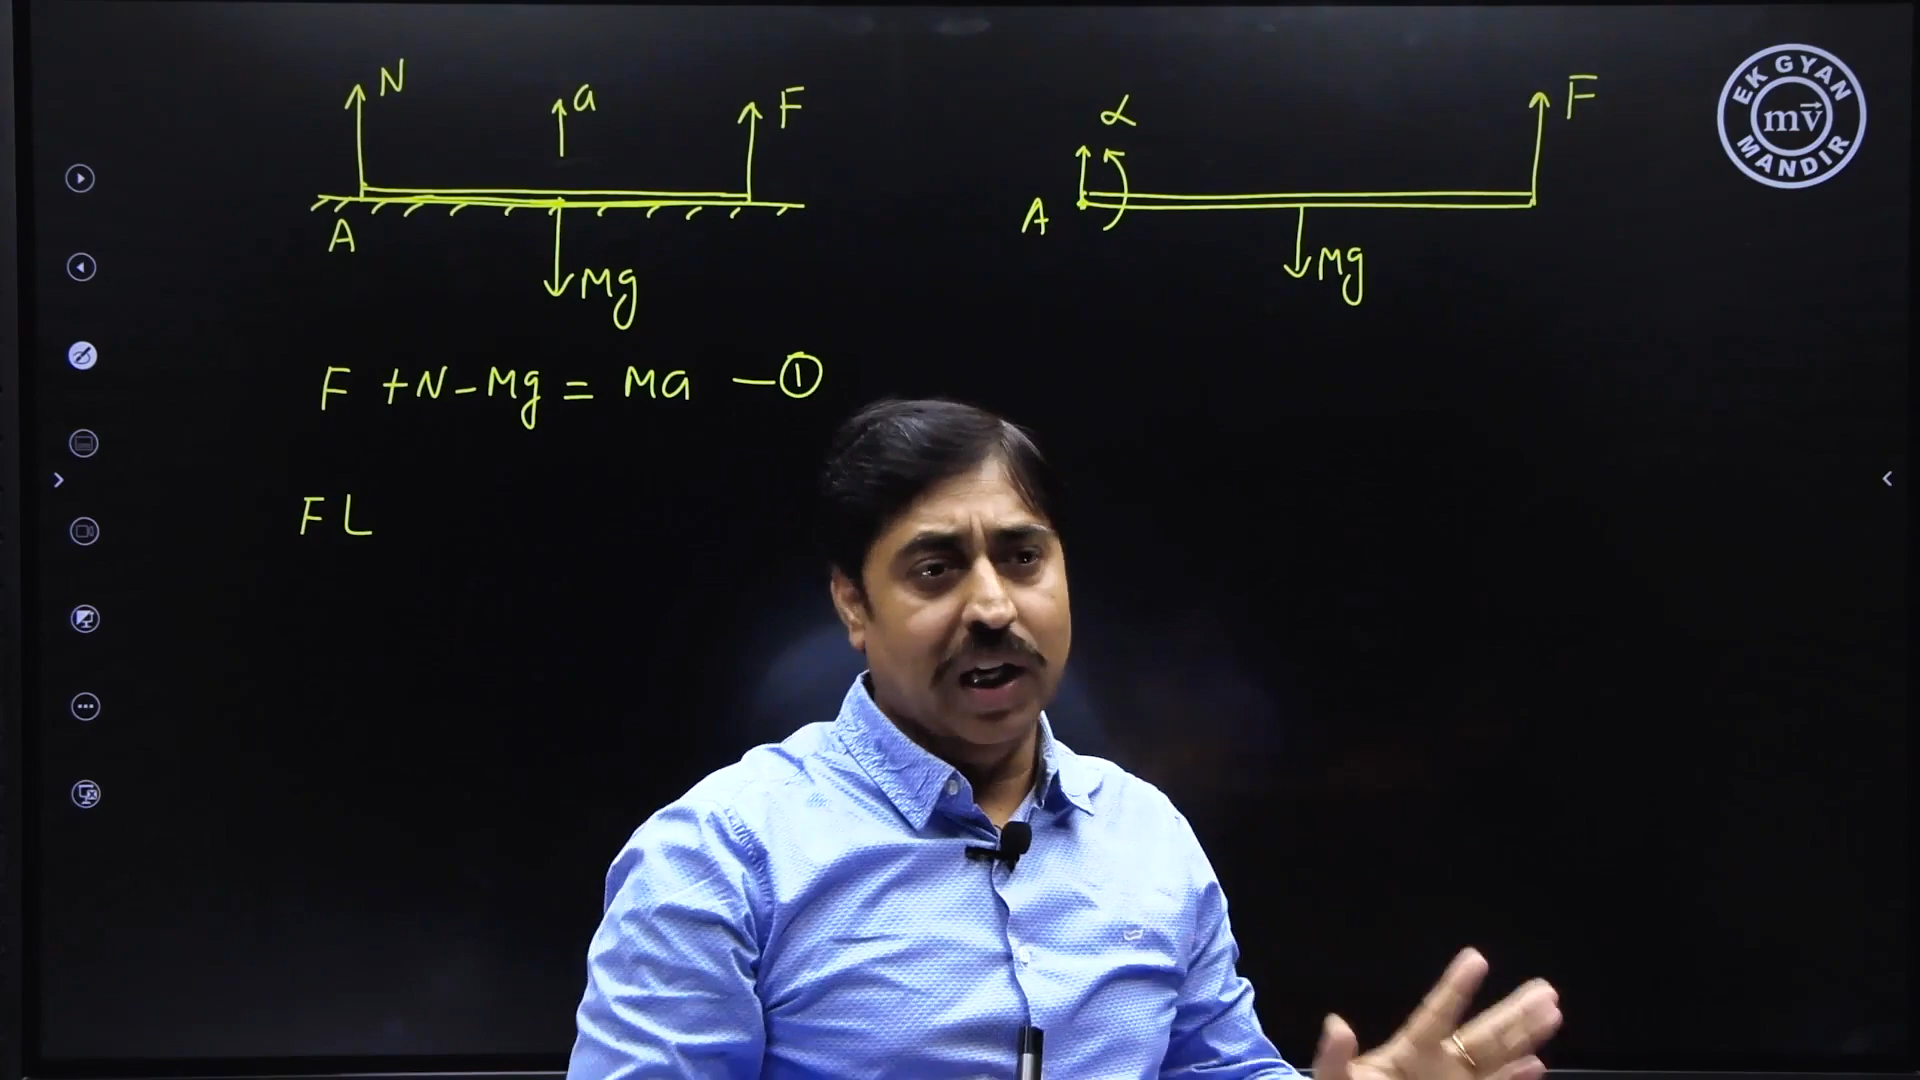 N
a
F
A
Mg
α
F
A
Mg
F + N - Mg = Ma — ①
F L
EK GYAN
mv⃗
MANDIR